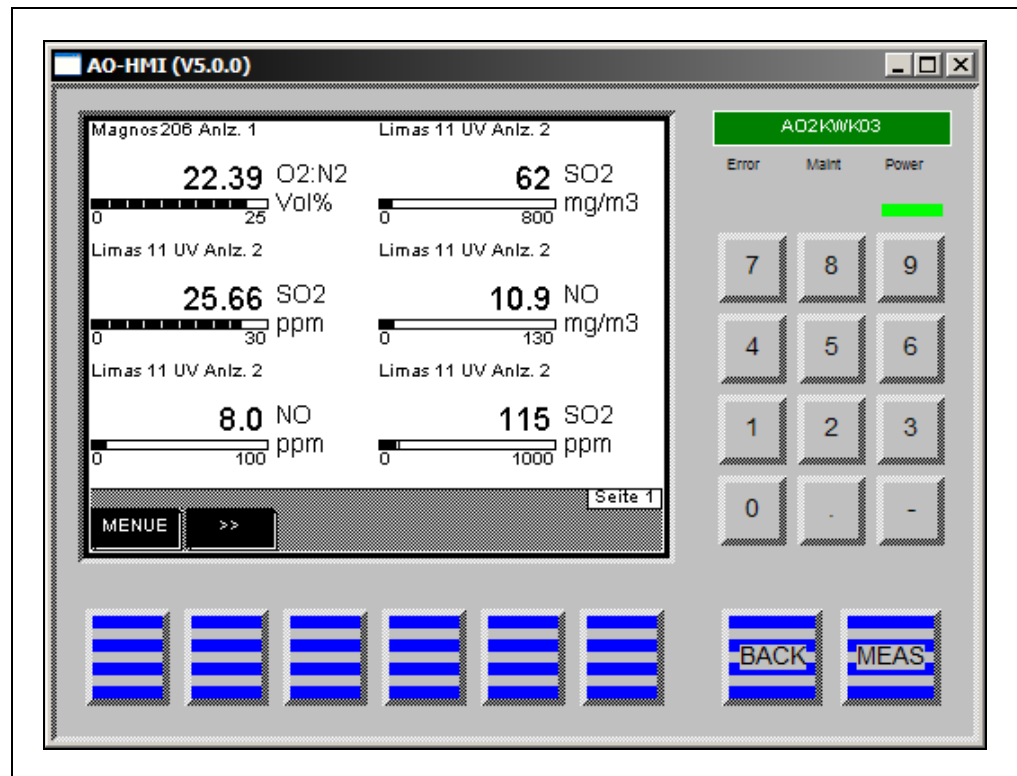 AO-HMI (V5.0.0)
Magnos206 Anlz. 1
22.39 O2:N2
Vol%
0 25
Limas 11 UV Anlz. 2
62 SO2
mg/m3
0 800
Limas 11 UV Anlz. 2
25.66 SO2
ppm
0 30
Limas 11 UV Anlz. 2
10.9 NO
mg/m3
0 130
Limas 11 UV Anlz. 2
8.0 NO
ppm
0 100
Limas 11 UV Anlz. 2
115 SO2
ppm
0 1000
Seite 1
MENUE >>
AO2KWK03
Error Maint Power
7 8 9
4 5 6
1 2 3
0 . -
BACK MEAS